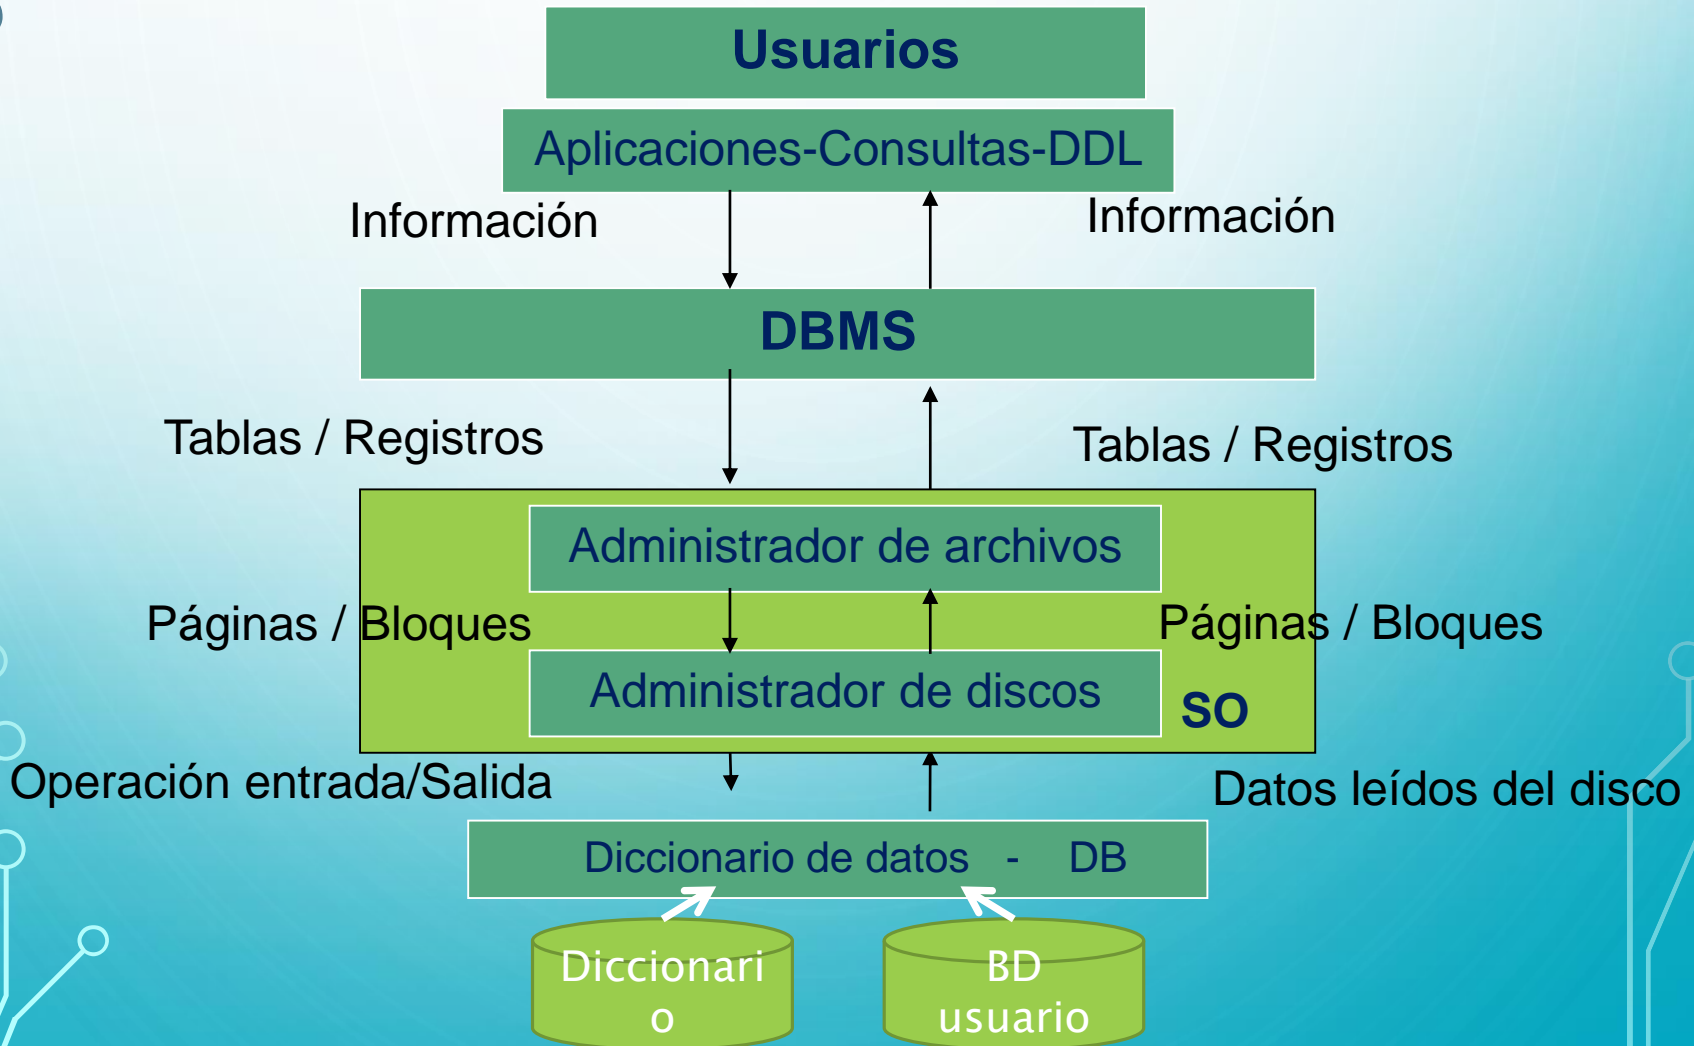 Usuarios
Aplicaciones-Consultas-DDL
Información
Información
DBMS
Tablas / Registros
Tablas / Registros
Administrador de archivos
Páginas / Bloques
Páginas / Bloques
Administrador de discos
SO
Operación entrada/Salida
Datos leídos del disco
Diccionario de datos - DB
Diccionari
o
BD
usuario